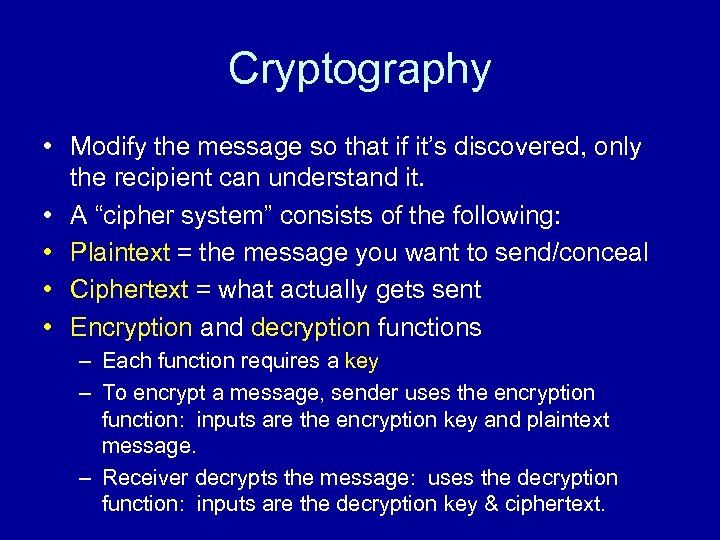 Cryptography
• Modify the message so that if it’s discovered, only
the recipient can understand it.
• A “cipher system” consists of the following:
• Plaintext = the message you want to send/conceal
• Ciphertext = what actually gets sent
• Encryption and decryption functions
– Each function requires a key
– To encrypt a message, sender uses the encryption
function: inputs are the encryption key and plaintext
message.
– Receiver decrypts the message: uses the decryption
function: inputs are the decryption key & ciphertext.